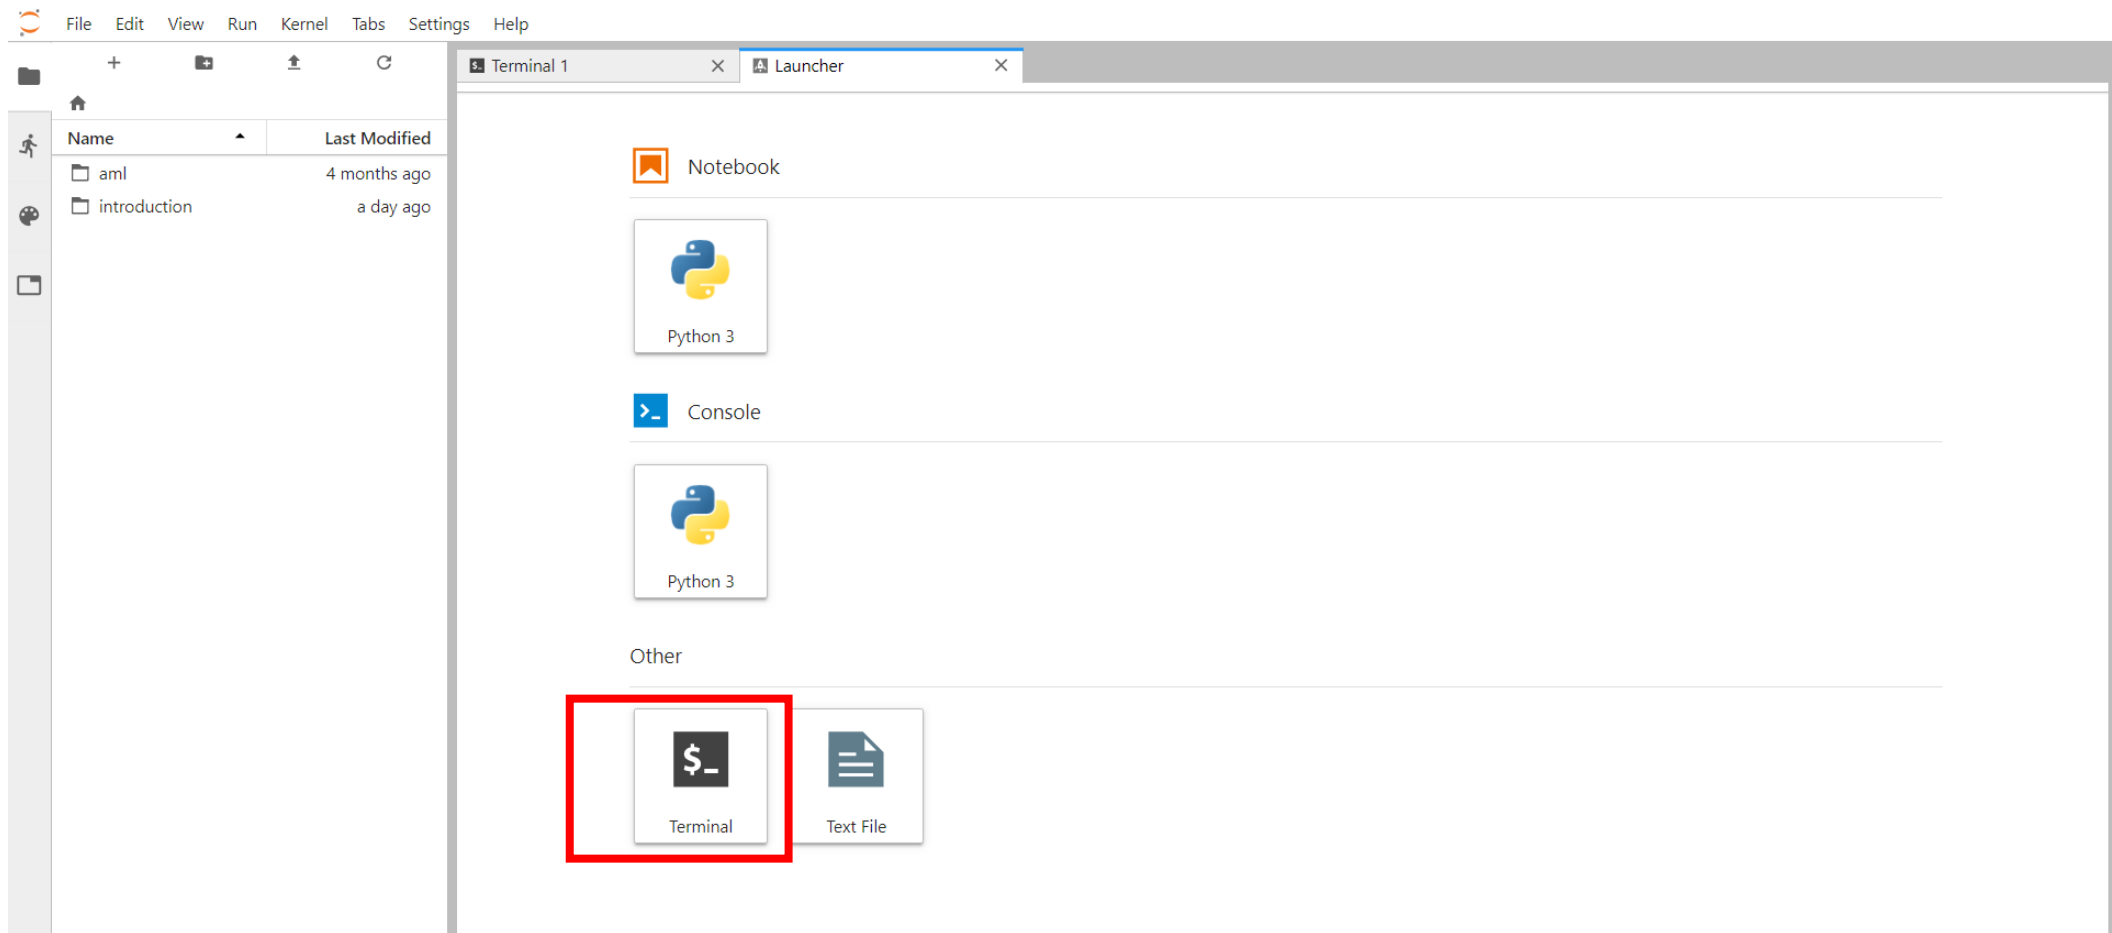 File Edit View Run Kernel Tabs Settings Help
Terminal 1
Launcher
Name Last Modified
aml 4 months ago
introduction a day ago
Notebook
Python 3
Console
Python 3
Other
$_
Terminal Text File